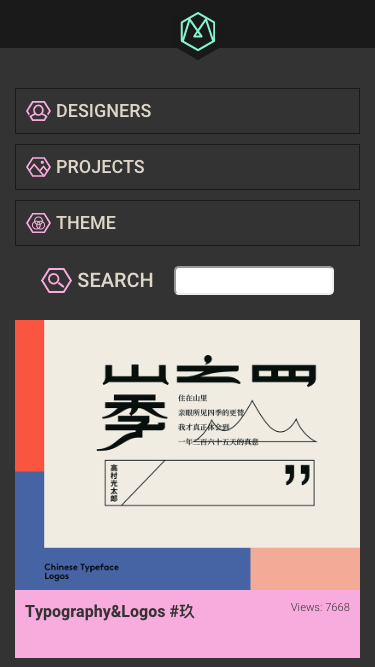 DESIGNERS
PROJECTS
THEME
SEARCH
山之四
季
住在山里
亲眼所见四季的更替
我才真正体会到
一年三百六十五天的真意
高村光太郎
”
Chinese Typeface
Logos
Typography&Logos #玖
Views: 7668